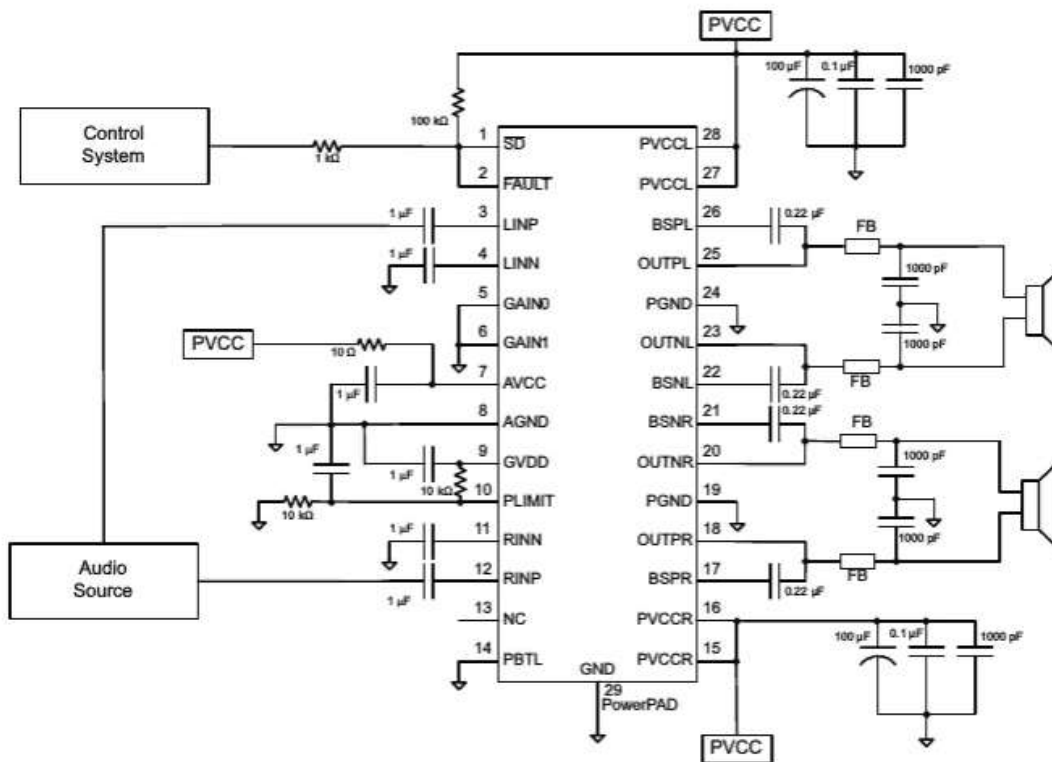 PVCC
100 µF
0.1 µF
1000 pF
100 kΩ
Control
System
1 kΩ
1
SD
PVCCL
28
2
FAULT
PVCCL
27
1 µF
3
LINP
BSPL
26
0.22 µF
FB
1 µF
4
LINN
OUTPL
25
1000 pF
5
GAIN0
PGND
24
6
GAIN1
OUTNL
23
1000 pF
PVCC
10 Ω
7
AVCC
BSNL
22
0.22 µF
FB
1 µF
8
AGND
BSNR
21
0.22 µF
FB
1 µF
9
GVDD
OUTNR
20
1000 pF
1 µF
10 kΩ
10
PLIMIT
PGND
19
10 kΩ
1 µF
11
RINN
OUTPR
18
1000 pF
Audio
Source
12
RINP
BSPR
17
FB
1 µF
0.22 µF
13
NC
PVCCR
16
100 µF
0.1 µF
1000 pF
14
PBTL
PVCCR
15
GND
29
PowerPAD
PVCC